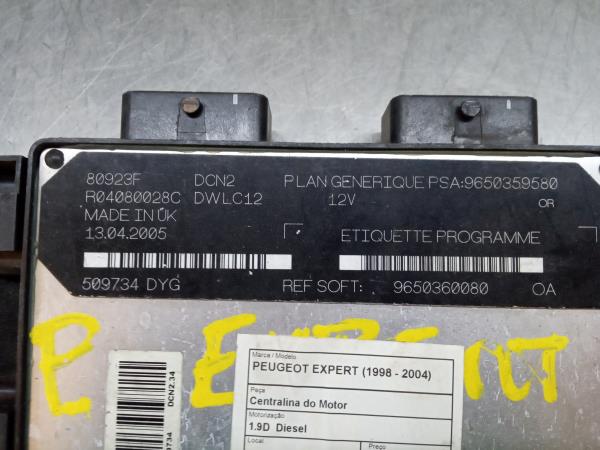 80923F DCN2 PLAN GENERIQUE PSA:9650359580
R04080028C DWLC12 12V OR
MADE IN UK
13.04.2005 ETIQUETTE PROGRAMME
509734 DYG REF SOFT: 9650360080 0A
P EXPERT
Marca / Modelo
PEUGEOT EXPERT (1998 - 2004)
Peça
Centralina do Motor
Motorização
1.9D Diesel
Local Preço
DCN2.34